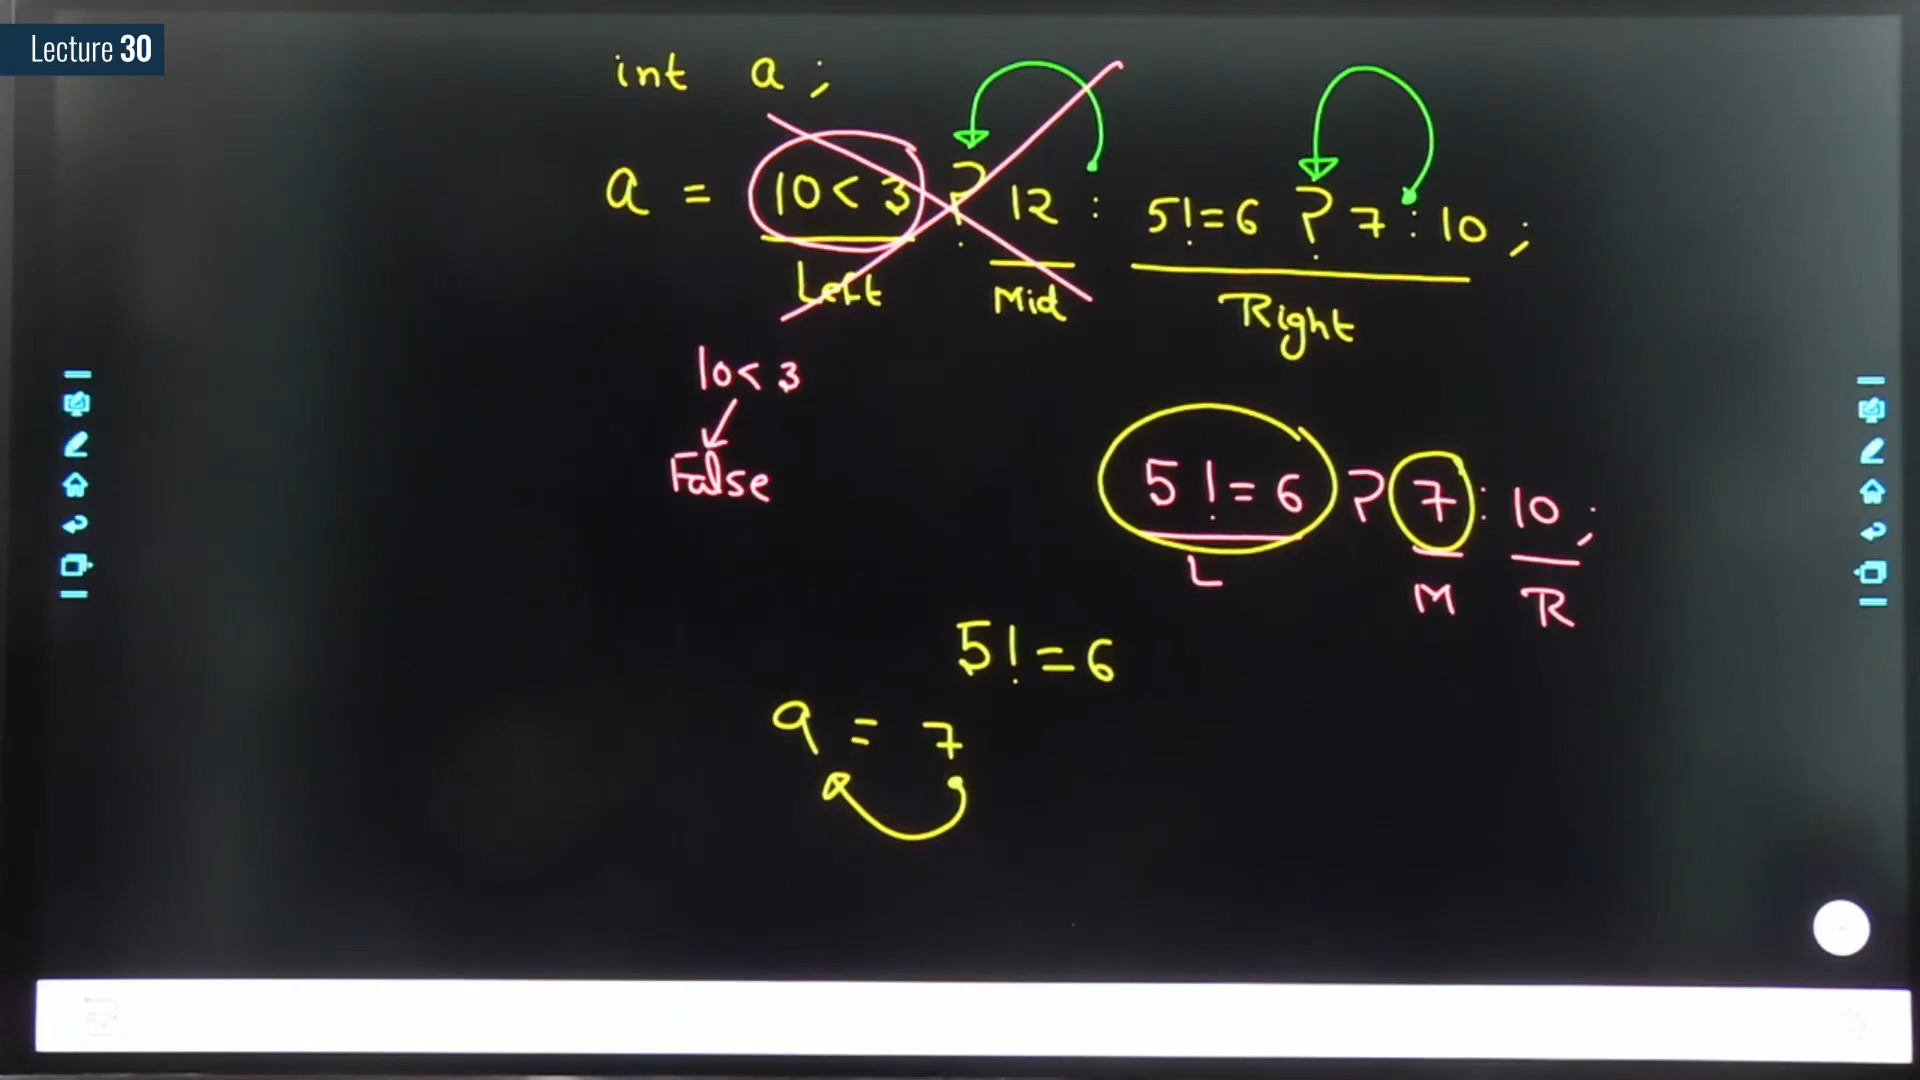 Lecture 30
int a;
a = 10 < 3 ? 12 : 5 != 6 ? 7 : 10;
Left Mid Right
10 < 3
False
5 != 6 ? 7 : 10;
L M R
5 != 6
a = 7